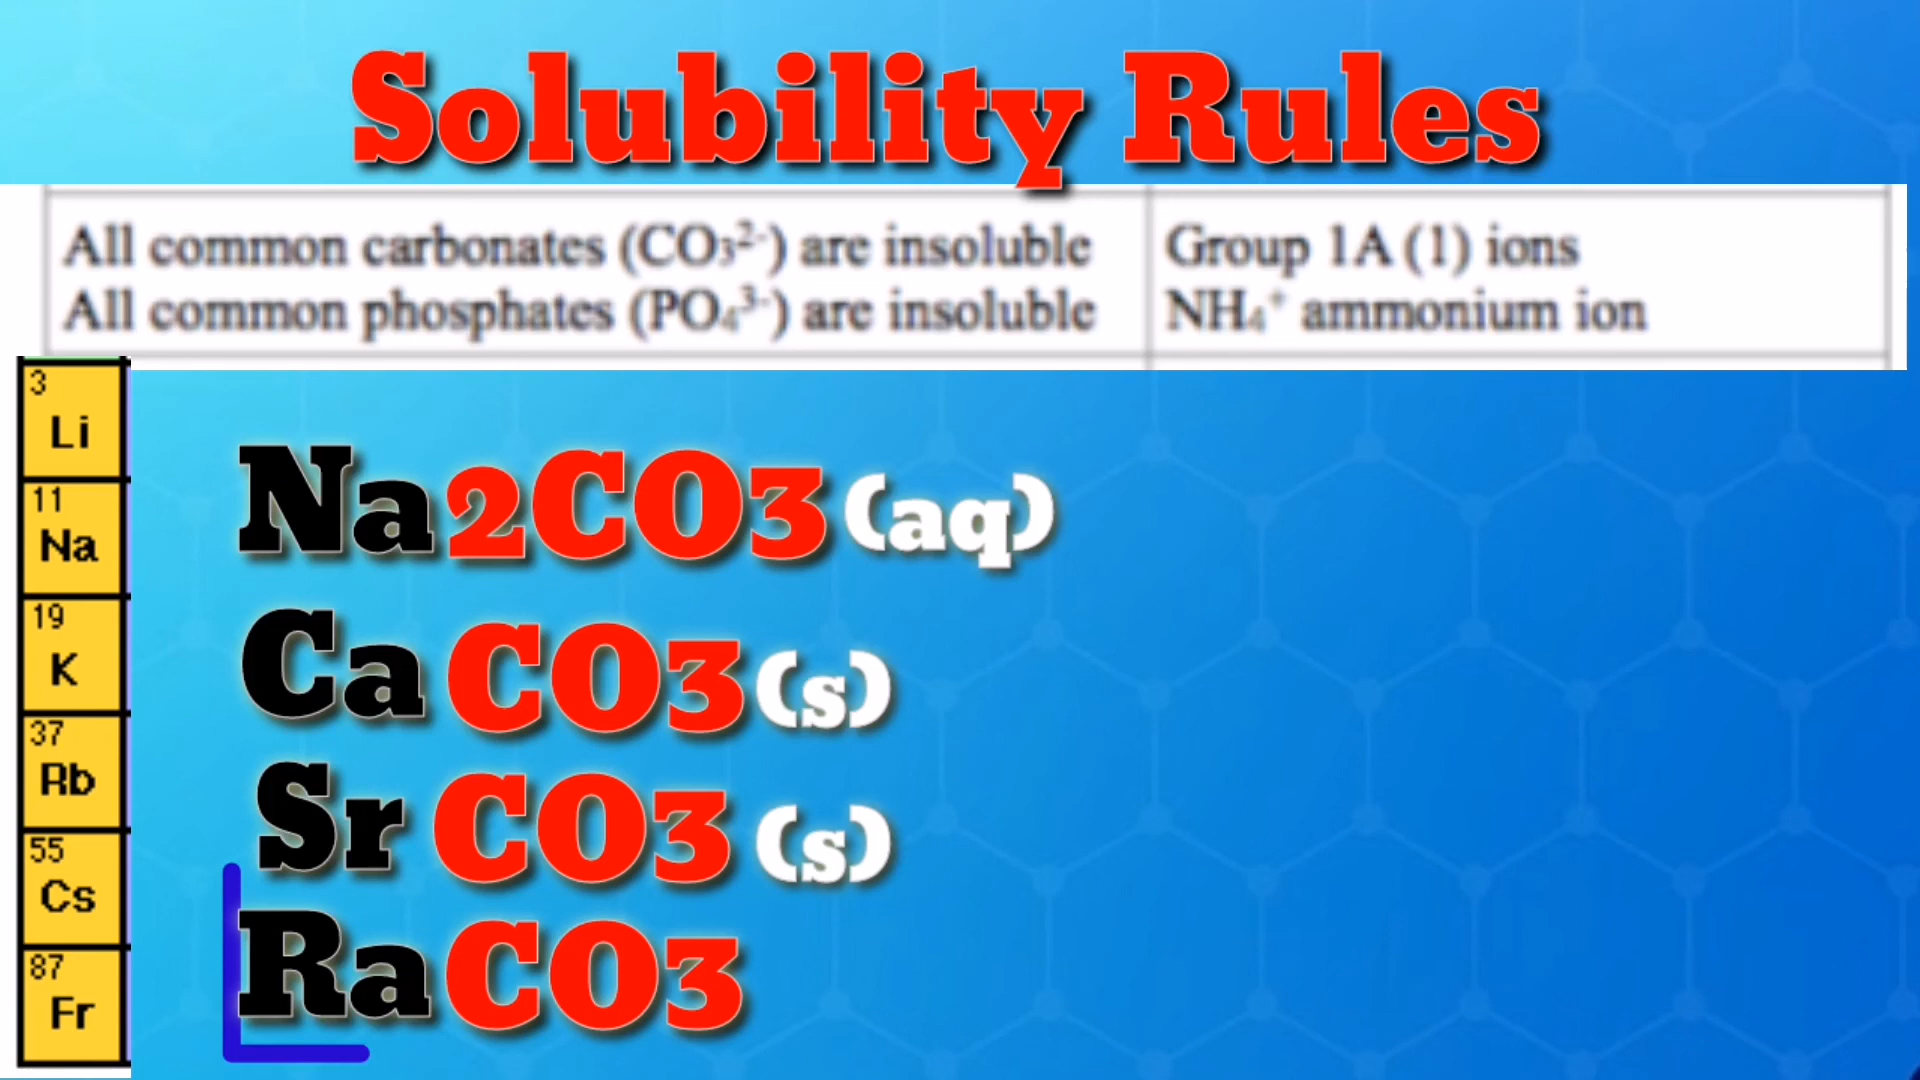 Solubility Rules
All common carbonates (CO₃²⁻) are insoluble
All common phosphates (PO₄³⁻) are insoluble
Group 1A (1) ions
NH₄⁺ ammonium ion
3
Li
11
Na
19
K
37
Rb
55
Cs
87
Fr
Na2CO3 (aq)
CaCO3 (s)
SrCO3 (s)
RaCO3